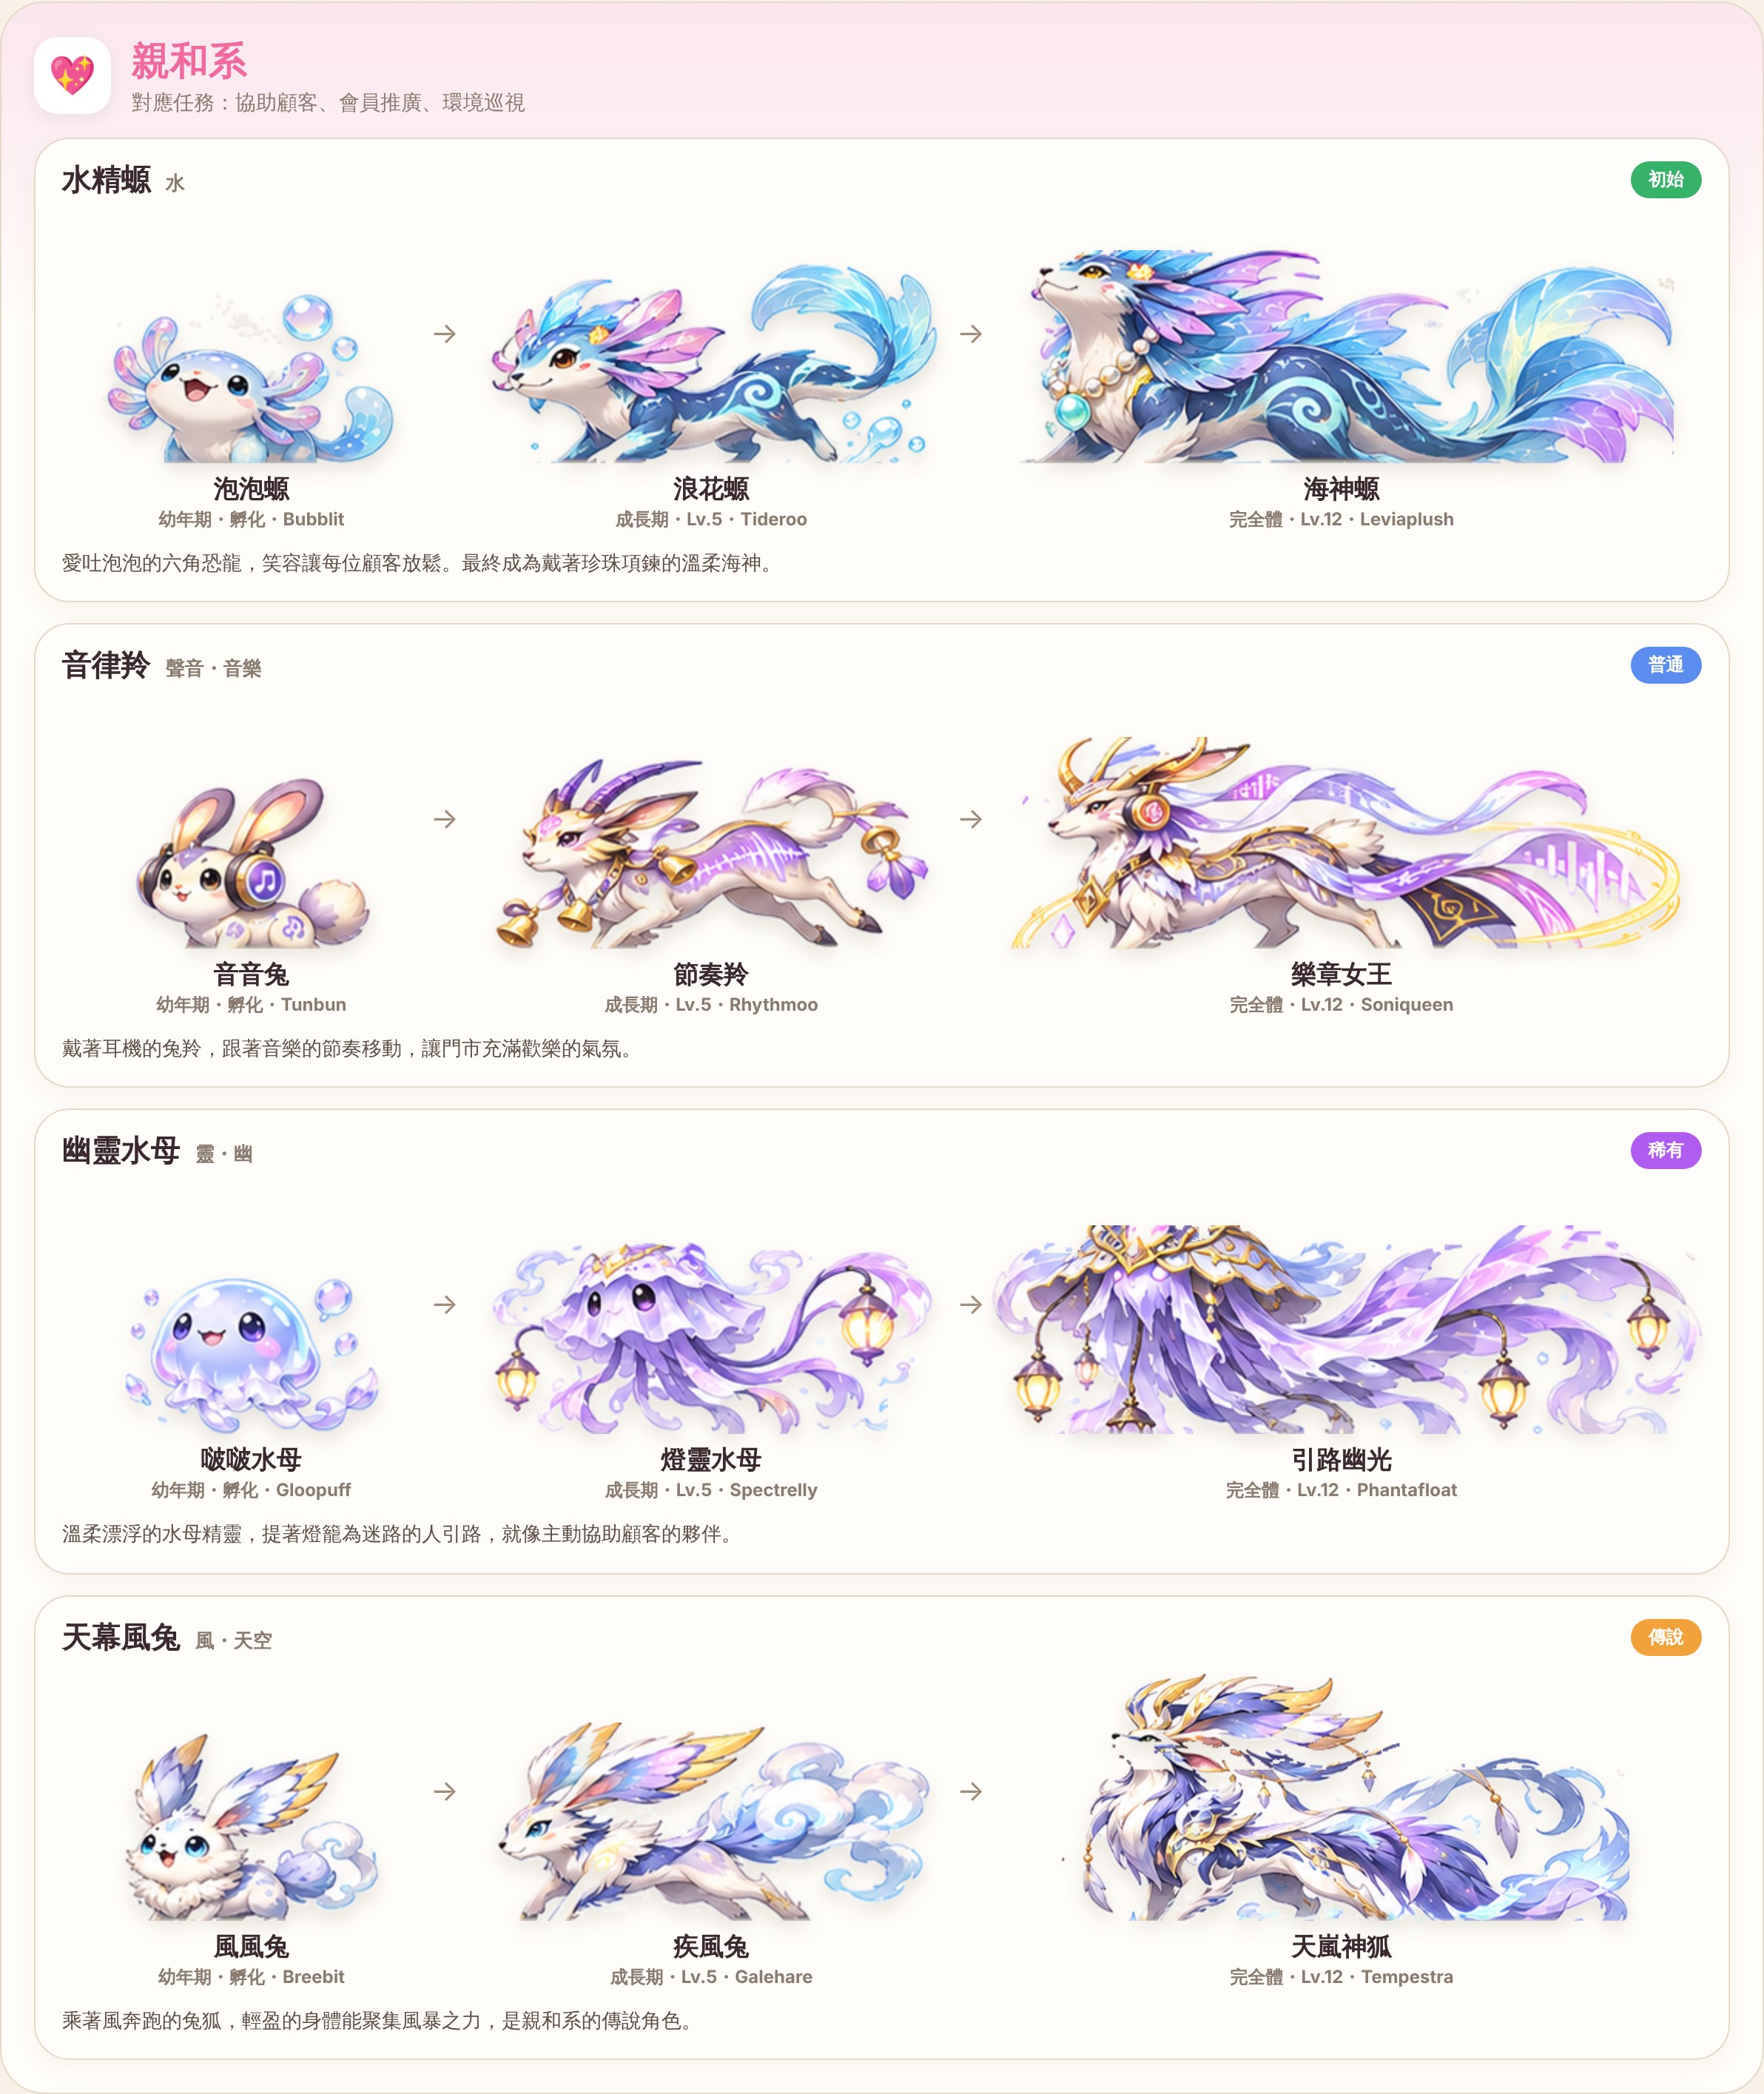 親和系
對應任務：協助顧客、會員推廣、環境巡視
水精螈 水
初始
→
→
泡泡螈
幼年期・孵化・Bubblit
浪花螈
成長期・Lv.5・Tideroo
海神螈
完全體・Lv.12・Leviaplush
愛吐泡泡的六角恐龍，笑容讓每位顧客放鬆。最終成為戴著珍珠項鍊的溫柔海神。
音律羚 聲音・音樂
普通
→
→
音音兔
幼年期・孵化・Tunbun
節奏羚
成長期・Lv.5・Rhythmoo
樂章女王
完全體・Lv.12・Soniqueen
戴著耳機的兔羚，跟著音樂的節奏移動，讓門市充滿歡樂的氣氛。
幽靈水母 靈・幽
稀有
→
→
啵啵水母
幼年期・孵化・Gloopuff
燈靈水母
成長期・Lv.5・Spectrelly
引路幽光
完全體・Lv.12・Phantafloat
溫柔漂浮的水母精靈，提著燈籠為迷路的人引路，就像主動協助顧客的夥伴。
天幕風兔 風・天空
傳說
→
→
風風兔
幼年期・孵化・Breebit
疾風兔
成長期・Lv.5・Galehare
天嵐神狐
完全體・Lv.12・Tempestra
乘著風奔跑的兔狐，輕盈的身體能聚集風暴之力，是親和系的傳說角色。